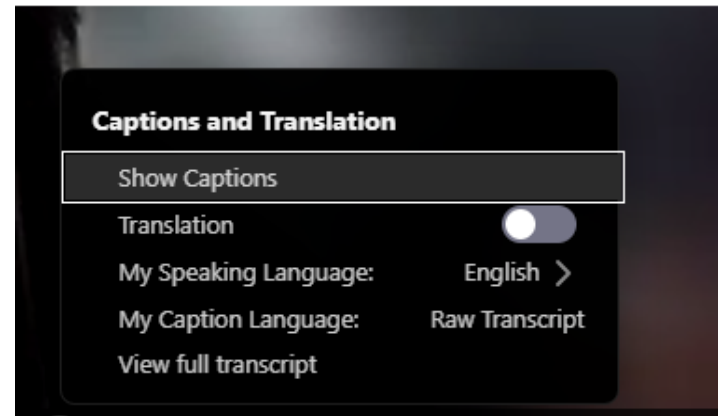 Captions and Translation
Show Captions
Translation
My Speaking Language: English >
My Caption Language: Raw Transcript
View full transcript